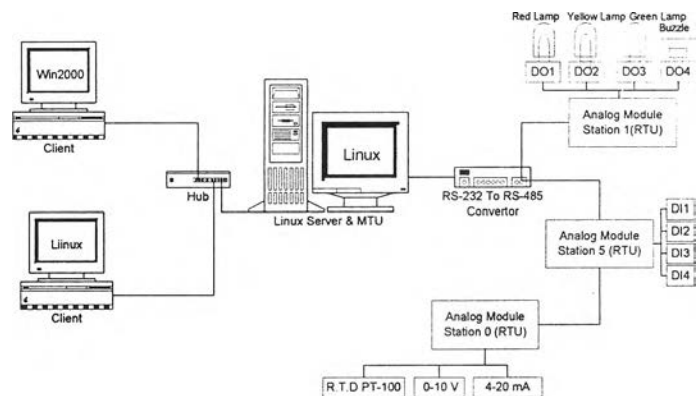 Red Lamp Yellow Lamp Green Lamp
Buzzle
DO1 DO2 DO3 DO4
Analog Module
Station 1(RTU)
Win2000
Client
Hub
Linux
Linux Server & MTU
RS-232 To RS-485
Convertor
Liinux
Client
Analog Module
Station 5 (RTU)
DI1
DI2
DI3
DI4
Analog Module
Station 0 (RTU)
R.T.D PT-100 0-10 V 4-20 mA